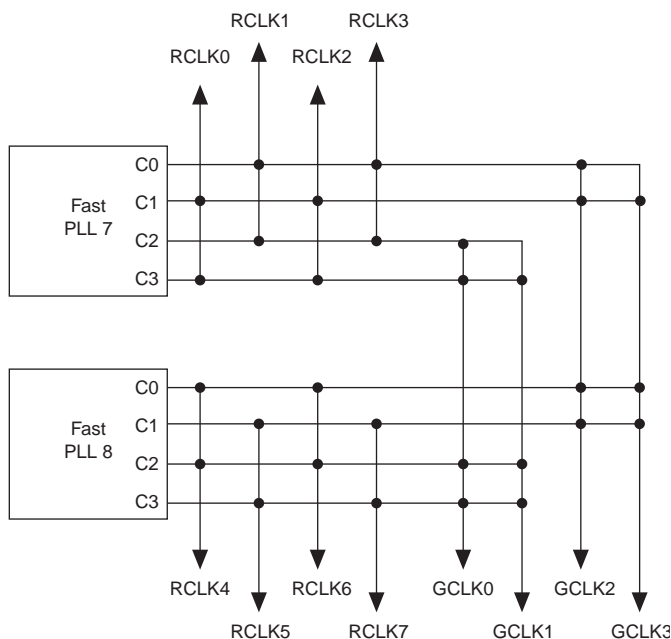 RCLK1 RCLK3
RCLK0 RCLK2
C0
C1
Fast
PLL 7
C2
C3
C0
C1
Fast
PLL 8
C2
C3
RCLK4 RCLK6 GCLK0 GCLK2
RCLK5 RCLK7 GCLK1 GCLK3